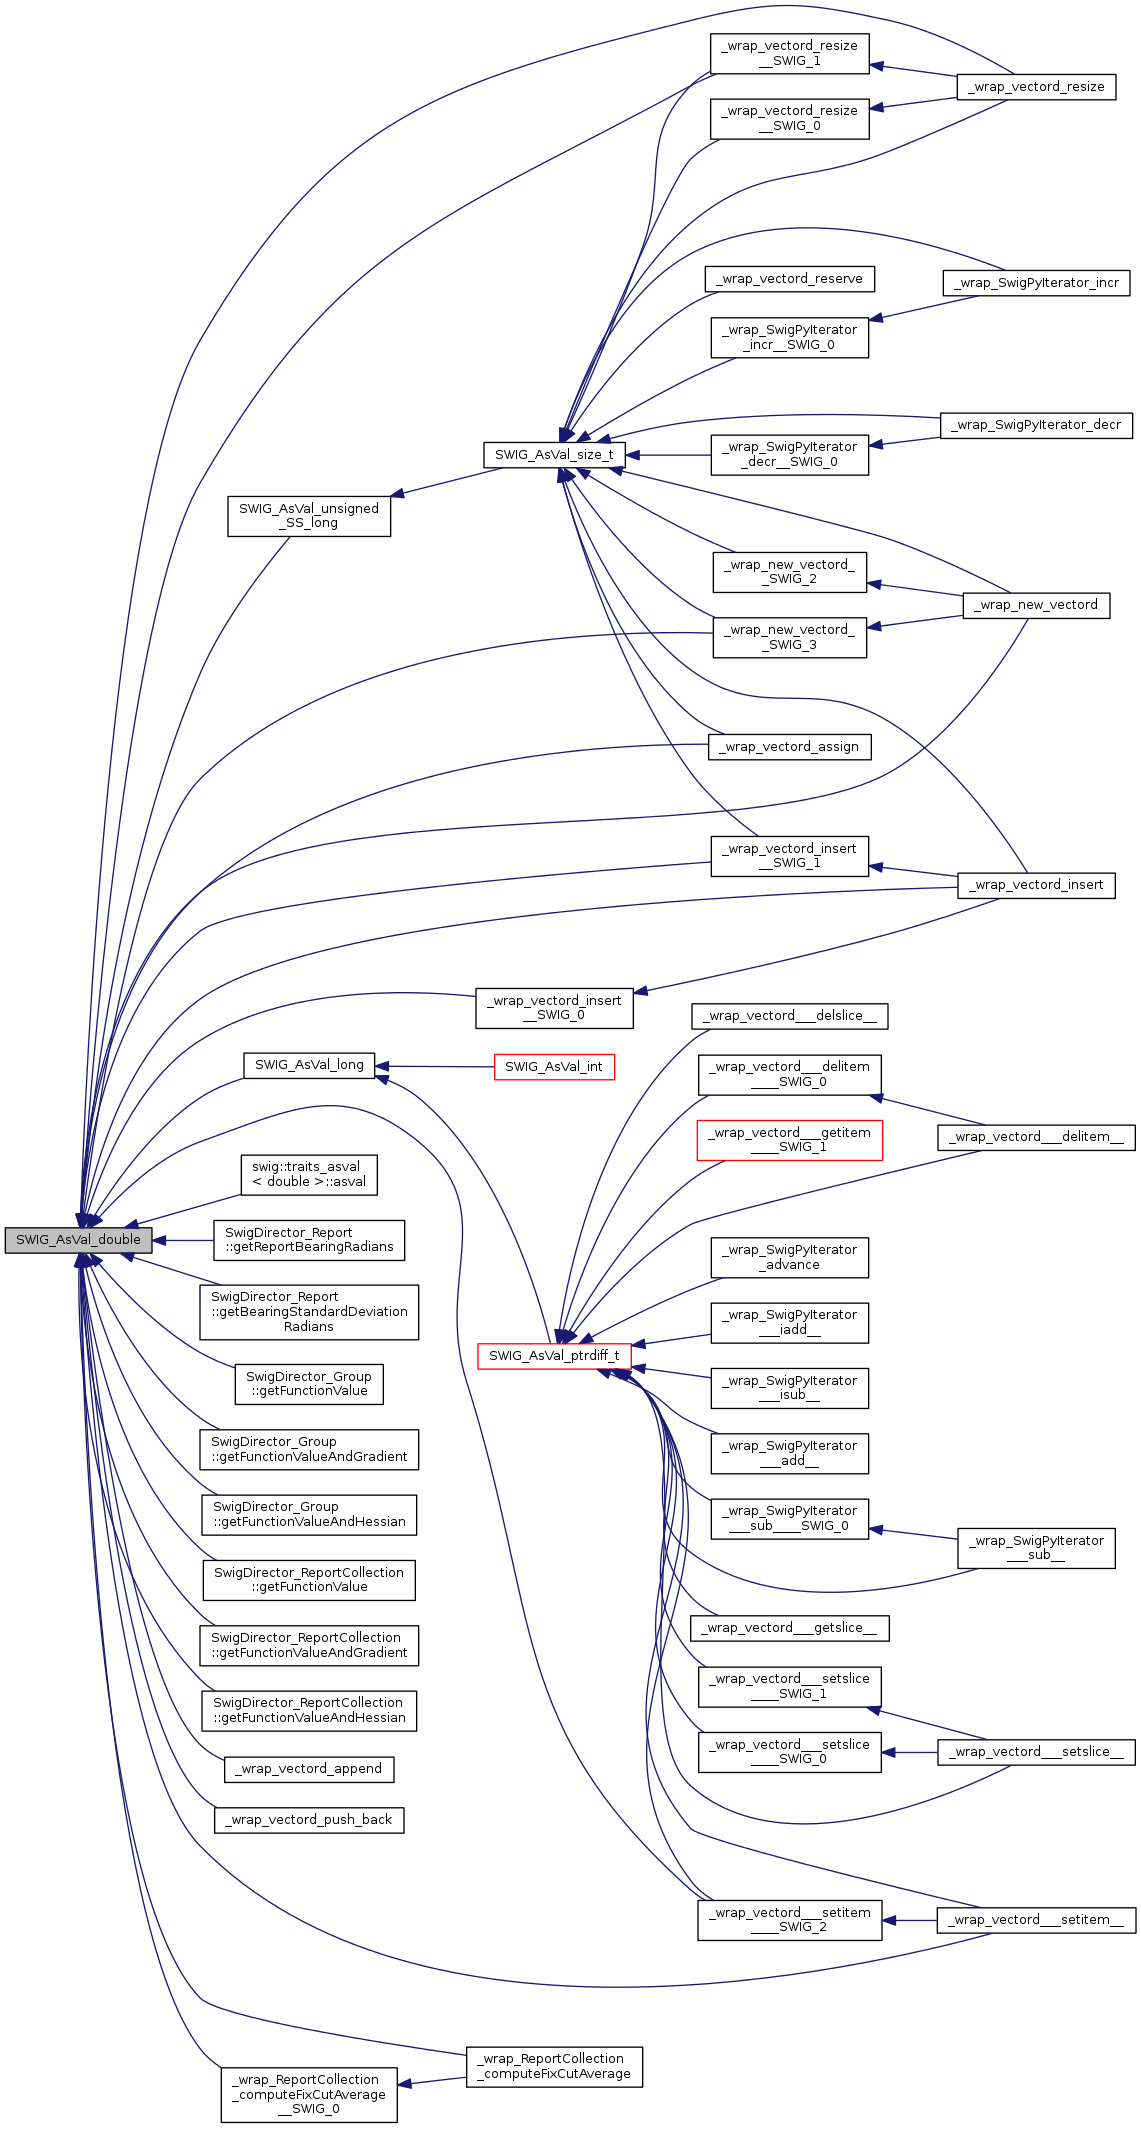 _wrap_vectord_resize
__SWIG_1
_wrap_vectord_resize
_wrap_vectord_resize
__SWIG_0
_wrap_vectord_reserve
_wrap_SwigPyIterator_incr
_wrap_SwigPyIterator
_incr__SWIG_0
_wrap_SwigPyIterator_decr
SWIG_AsVal_size_t
_wrap_SwigPyIterator
_decr__SWIG_0
SWIG_AsVal_unsigned
_SS_long
_wrap_new_vectord_
_SWIG_2
_wrap_new_vectord
_wrap_new_vectord_
_SWIG_3
_wrap_vectord_assign
_wrap_vectord_insert
__SWIG_1
_wrap_vectord_insert
_wrap_vectord_insert
__SWIG_0
_wrap_vectord___delslice__
SWIG_AsVal_long
SWIG_AsVal_int
_wrap_vectord___delitem
____SWIG_0
_wrap_vectord___getitem
____SWIG_1
_wrap_vectord___delitem__
swig::traits_asval
< double >::asval
SWIG_AsVal_double
SwigDirector_Report
::getReportBearingRadians
_wrap_SwigPyIterator
_advance
SwigDirector_Report
::getBearingStandardDeviation
Radians
_wrap_SwigPyIterator
___iadd__
SWIG_AsVal_ptrdiff_t
SwigDirector_Group
::getFunctionValue
_wrap_SwigPyIterator
___isub__
SwigDirector_Group
::getFunctionValueAndGradient
_wrap_SwigPyIterator
___add__
SwigDirector_Group
::getFunctionValueAndHessian
_wrap_SwigPyIterator
___sub____SWIG_0
_wrap_SwigPyIterator
___sub__
SwigDirector_ReportCollection
::getFunctionValue
SwigDirector_ReportCollection
::getFunctionValueAndGradient
_wrap_vectord___getslice__
SwigDirector_ReportCollection
::getFunctionValueAndHessian
_wrap_vectord___setslice
____SWIG_1
_wrap_vectord___setslice
____SWIG_0
_wrap_vectord___setslice__
_wrap_vectord_append
_wrap_vectord_push_back
_wrap_vectord___setitem
____SWIG_2
_wrap_vectord___setitem__
_wrap_ReportCollection
_computeFixCutAverage
_wrap_ReportCollection
_computeFixCutAverage
__SWIG_0